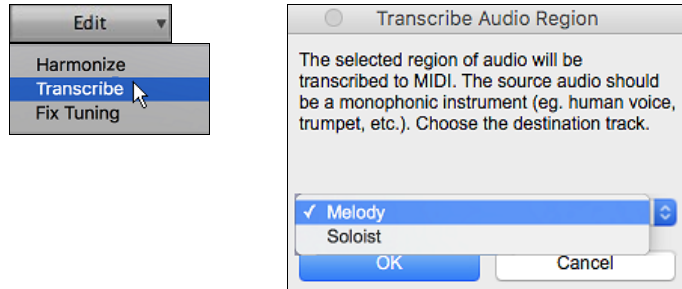 Edit
Harmonize
Transcribe
Fix Tuning
Transcribe Audio Region
The selected region of audio will be
transcribed to MIDI. The source audio should
be a monophonic instrument (eg. human voice,
trumpet, etc.). Choose the destination track.
✓ Melody
Soloist
OK
Cancel